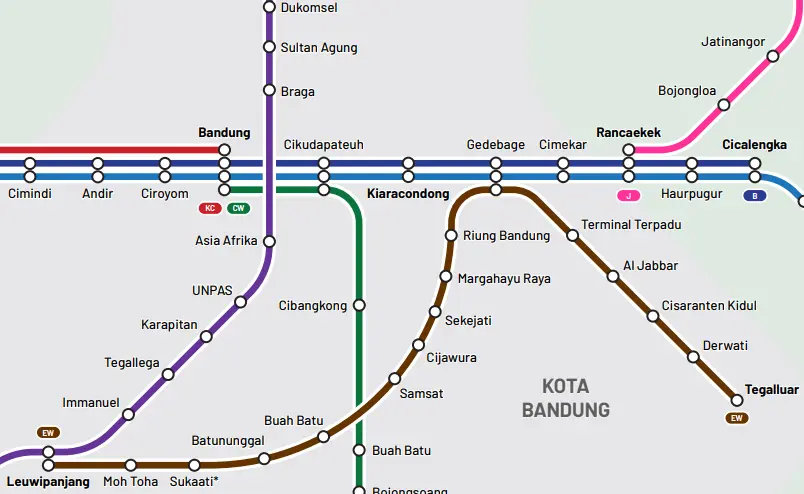 Dukomsel
Sultan Agung
Jatinangor
Braga
Bojongloa
Bandung
Cikudapateuh
Gedebage
Cimekar
Rancaekek
Cicalengka
Cimindi
Andir
Ciroyom
Kiaracondong
Haurpugur
KC
CW
J
B
Asia Afrika
Riung Bandung
Terminal Terpadu
Al Jabbar
UNPAS
Margahayu Raya
Cibangkong
Cisaranten Kidul
Karapitan
Sekejati
Derwati
Tegallega
Cijawura
KOTA
BANDUNG
Samsat
Tegalluar
Immanuel
EW
Buah Batu
EW
Batununggal
Buah Batu
Leuwipanjang
Moh Toha
Sukaati*
Bojongsoang